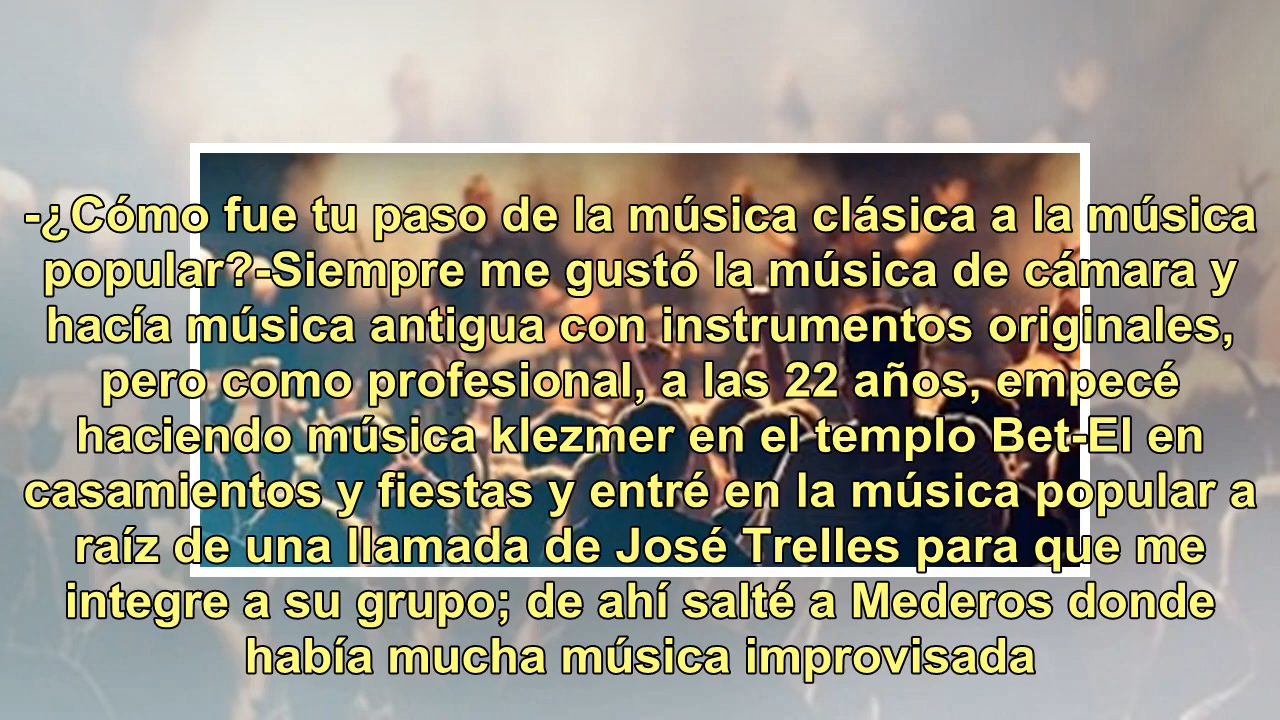 -¿Cómo fue tu paso de la música clásica a la música
popular?-Siempre me gustó la música de cámara y
hacía música antigua con instrumentos originales,
pero como profesional, a las 22 años, empecé
haciendo música klezmer en el templo Bet-El en
casamientos y fiestas y entré en la música popular a
raíz de una llamada de José Trelles para que me
integre a su grupo; de ahí salté a Mederos donde
había mucha música improvisada